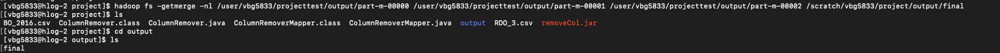 [[vbg5833@hlog-2 project]$ hadoop fs -getmerge -nl /user/vbg5833/projecttest/output/part-m-00000 /user/vbg5833/projecttest/output/part-m-00001 /user/vbg5833/projecttest/output/part-m-00002 /scratch/vbg5833/project/output/final
[[vbg5833@hlog-2 project]$ ls
BO_2016.csv ColumnRemover.class ColumnRemover.java ColumnRemoverMapper.class ColumnRemoverMapper.java output RDO_3.csv removeCol.jar
[[vbg5833@hlog-2 project]$ cd output
[vbg5833@hlog-2 output]$ ls
[final